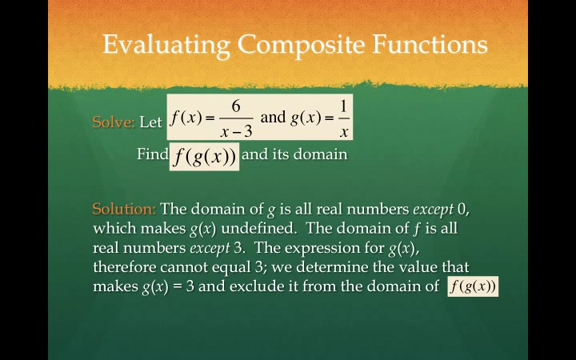 Evaluating Composite Functions
Solve: Let f(x) = 6/(x − 3) and g(x) = 1/x
Find f(g(x)) and its domain
Solution: The domain of g is all real numbers except 0,
which makes g(x) undefined. The domain of f is all
real numbers except 3. The expression for g(x),
therefore cannot equal 3; we determine the value that
makes g(x) = 3 and exclude it from the domain of f(g(x))